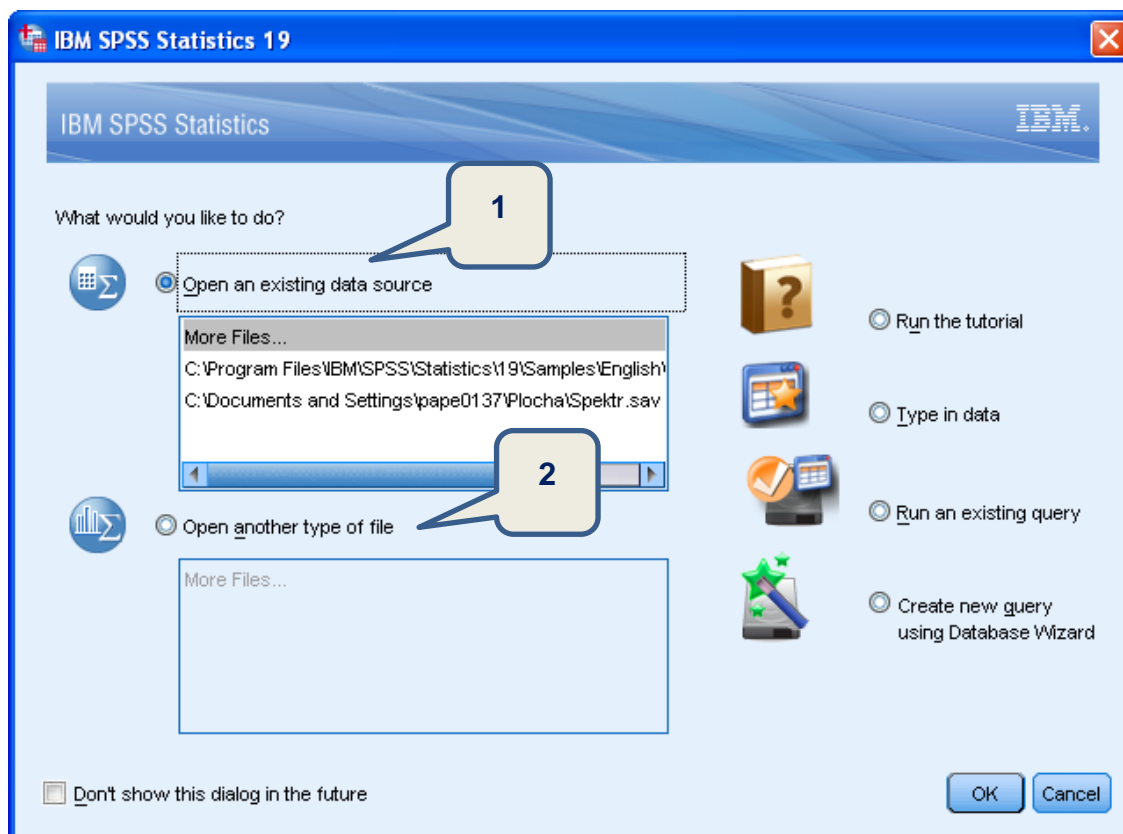 IBM SPSS Statistics 19
IBM SPSS Statistics
IBM.
1
What would you like to do?
Open an existing data source
More Files...
C:\Program Files\IBM\SPSS\Statistics\19\Samples\English\
C:\Documents and Settings\pape0137\Plocha\Spektr.sav
2
Open another type of file
More Files...
Run the tutorial
Type in data
Run an existing query
Create new query
using Database Wizard
Don't show this dialog in the future
OK
Cancel